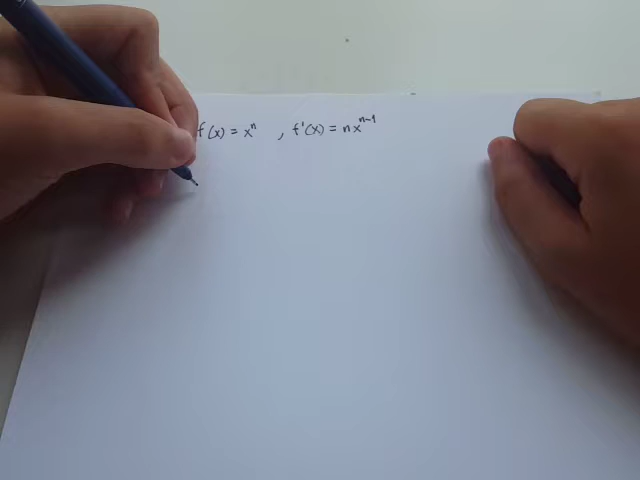 f(x) = xⁿ , f'(x) = nxⁿ⁻¹